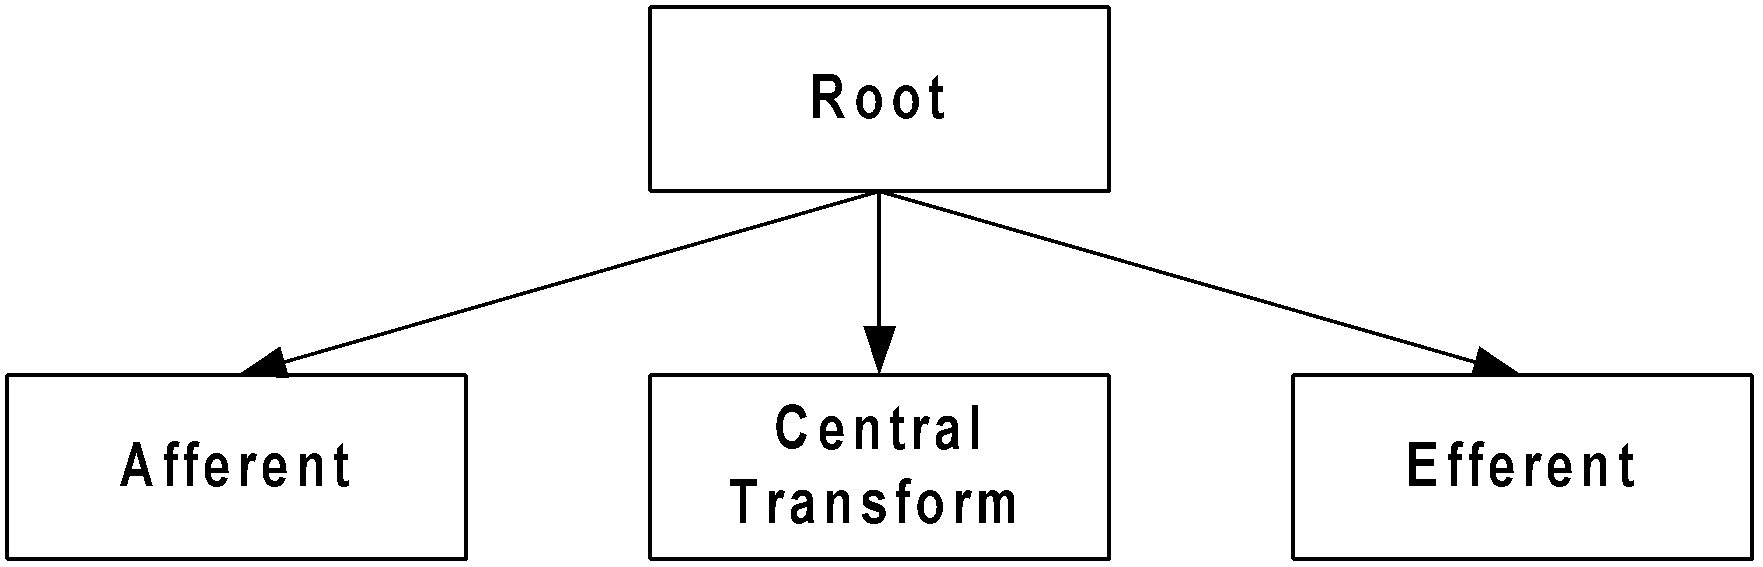 Root
Afferent
Central
Transform
Efferent